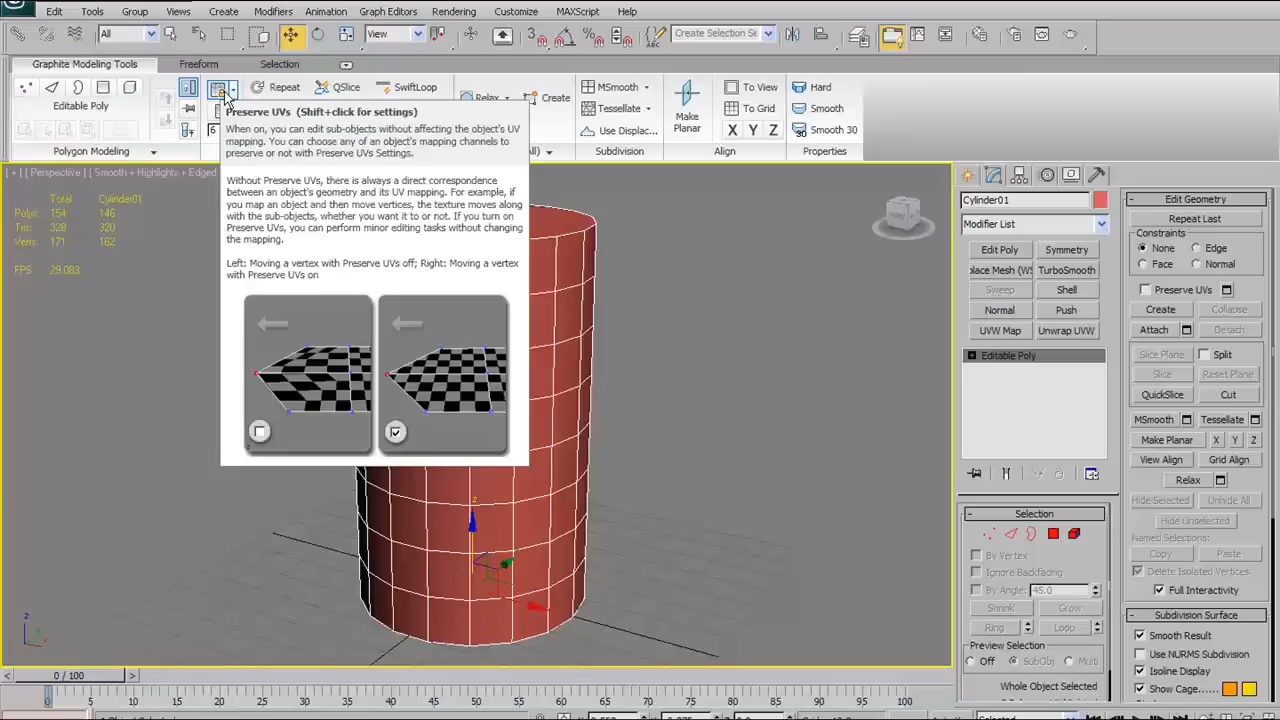 Edit Tools Group Views Create Modifiers Animation Graph Editors Rendering Customize MAXScript Help
All View Create Selection Se
Graphite Modeling Tools Freeform Selection
Repeat QSlice SwiftLoop MSmooth To View Hard
Editable Poly Relax Create Tessellate Make Planar To Grid Smooth
6 Use Displac... X Y Z Smooth 30
Polygon Modeling All) Subdivision Align Properties
Preserve UVs (Shift+click for settings)
When on, you can edit sub-objects without affecting the object's UV
mapping. You can choose any of an object's mapping channels to
preserve or not with Preserve UVs Settings.
Without Preserve UVs, there is always a direct correspondence
between an object's geometry and its UV mapping. For example, if
you map an object and then move vertices, the texture moves along
with the sub-objects, whether you want it to or not. If you turn on
Preserve UVs, you can perform minor editing tasks without changing
the mapping.
Left: Moving a vertex with Preserve UVs off; Right: Moving a vertex
with Preserve UVs on
[ + ] [ Perspective ] [ Smooth + Highlights + Edged
Total Cylinder01
Polys: 154 146
Tris: 328 320
Verts: 171 162
FPS 29.083
FRONT
z
z
y
x
Cylinder01
Modifier List
Edit Poly Symmetry
place Mesh (WS TurboSmooth
Sweep Shell
Normal Push
UVW Map Unwrap UVW
Editable Poly
Selection
By Vertex
Ignore Backfacing
By Angle: 45.0
Shrink Grow
Ring Loop
Preview Selection
Off SubObj Multi
Whole Object Selected
Edit Geometry
Repeat Last
Constraints
None Edge
Face Normal
Preserve UVs
Create Collapse
Attach Detach
Slice Plane Split
Slice Reset Plane
QuickSlice Cut
MSmooth Tessellate
Make Planar X Y Z
View Align Grid Align
Relax
Hide Selected Unhide All
Hide Unselected
Named Selections:
Copy Paste
Delete Isolated Vertices
Full Interactivity
Subdivision Surface
Smooth Result
Use NURMS Subdivision
Isoline Display
Show Cage......
< 0 / 100 >
0 5 10 15 20 25 30 35 40 45 50 55 60 65 70 75 80 85 90 95 100